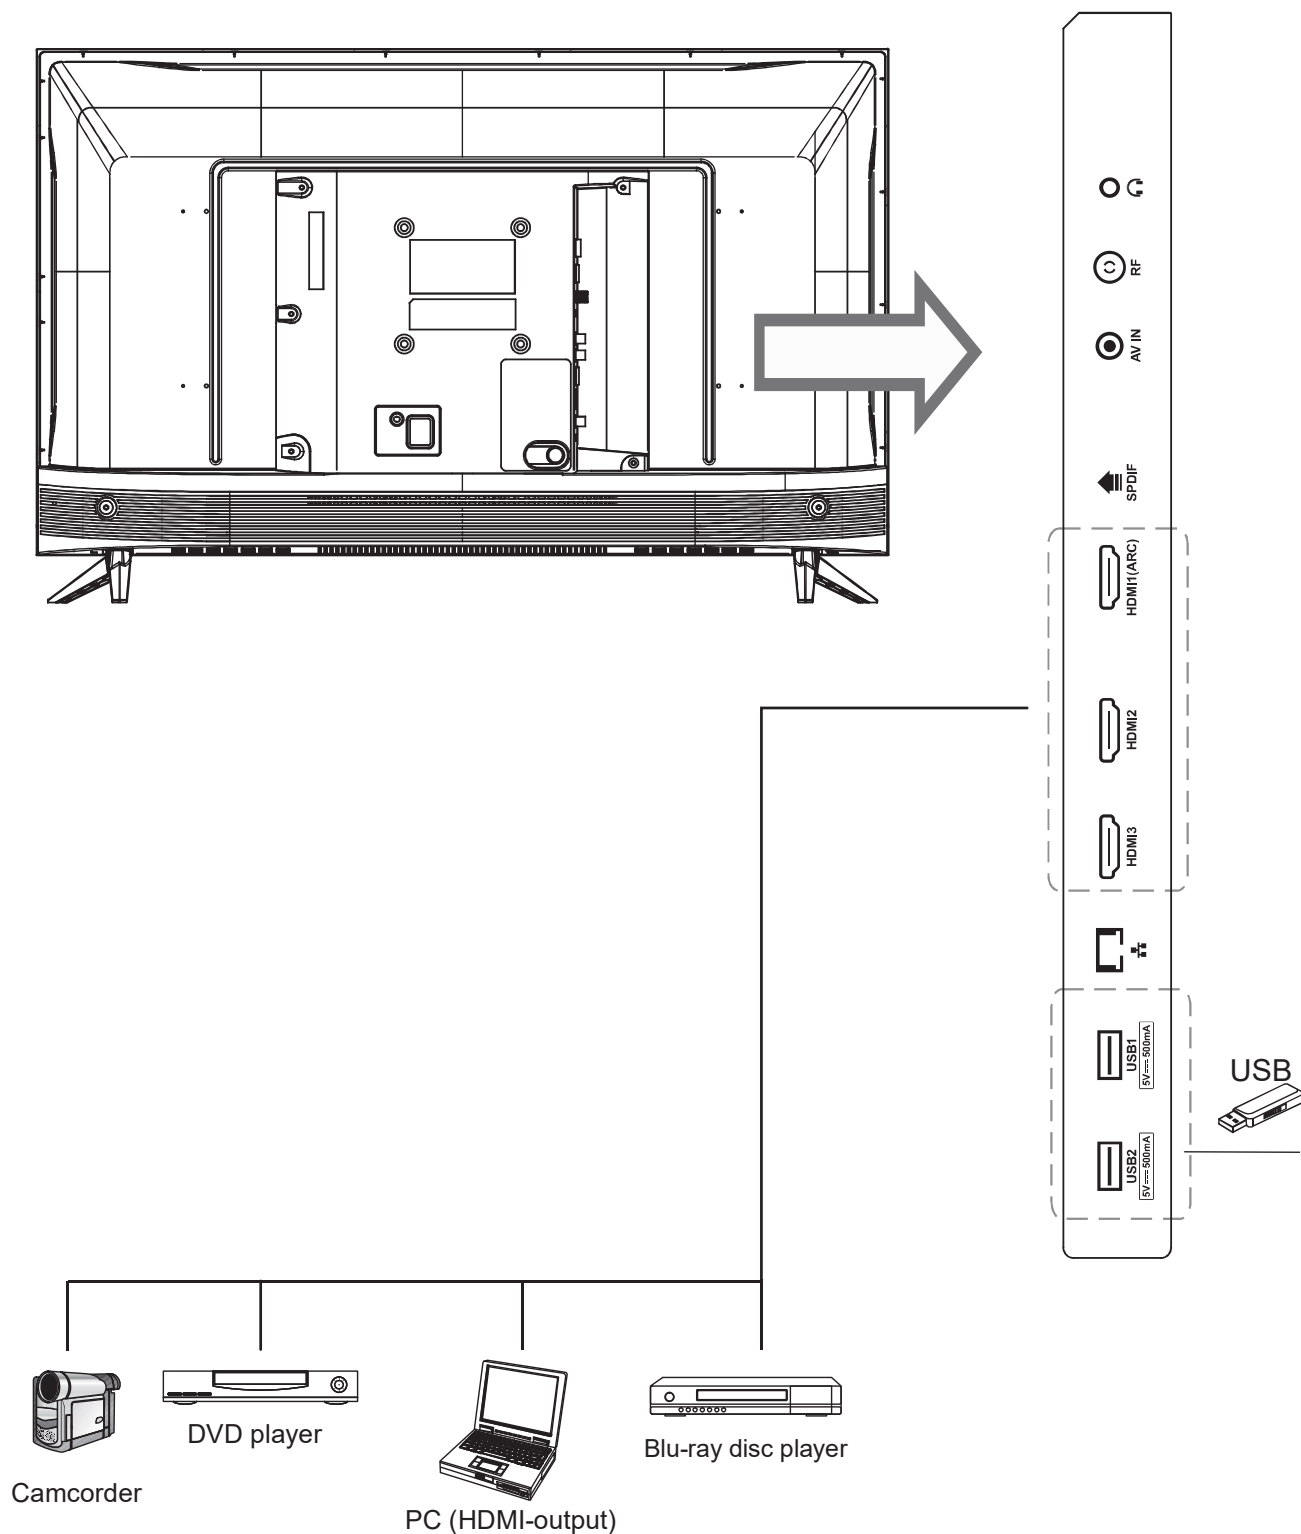 RF
AV IN
SPDIF
HDMI1(ARC)
HDMI2
HDMI3
USB1
5V⎓500mA
USB
USB2
5V⎓500mA
DVD player
Blu-ray disc player
Camcorder
PC (HDMI-output)